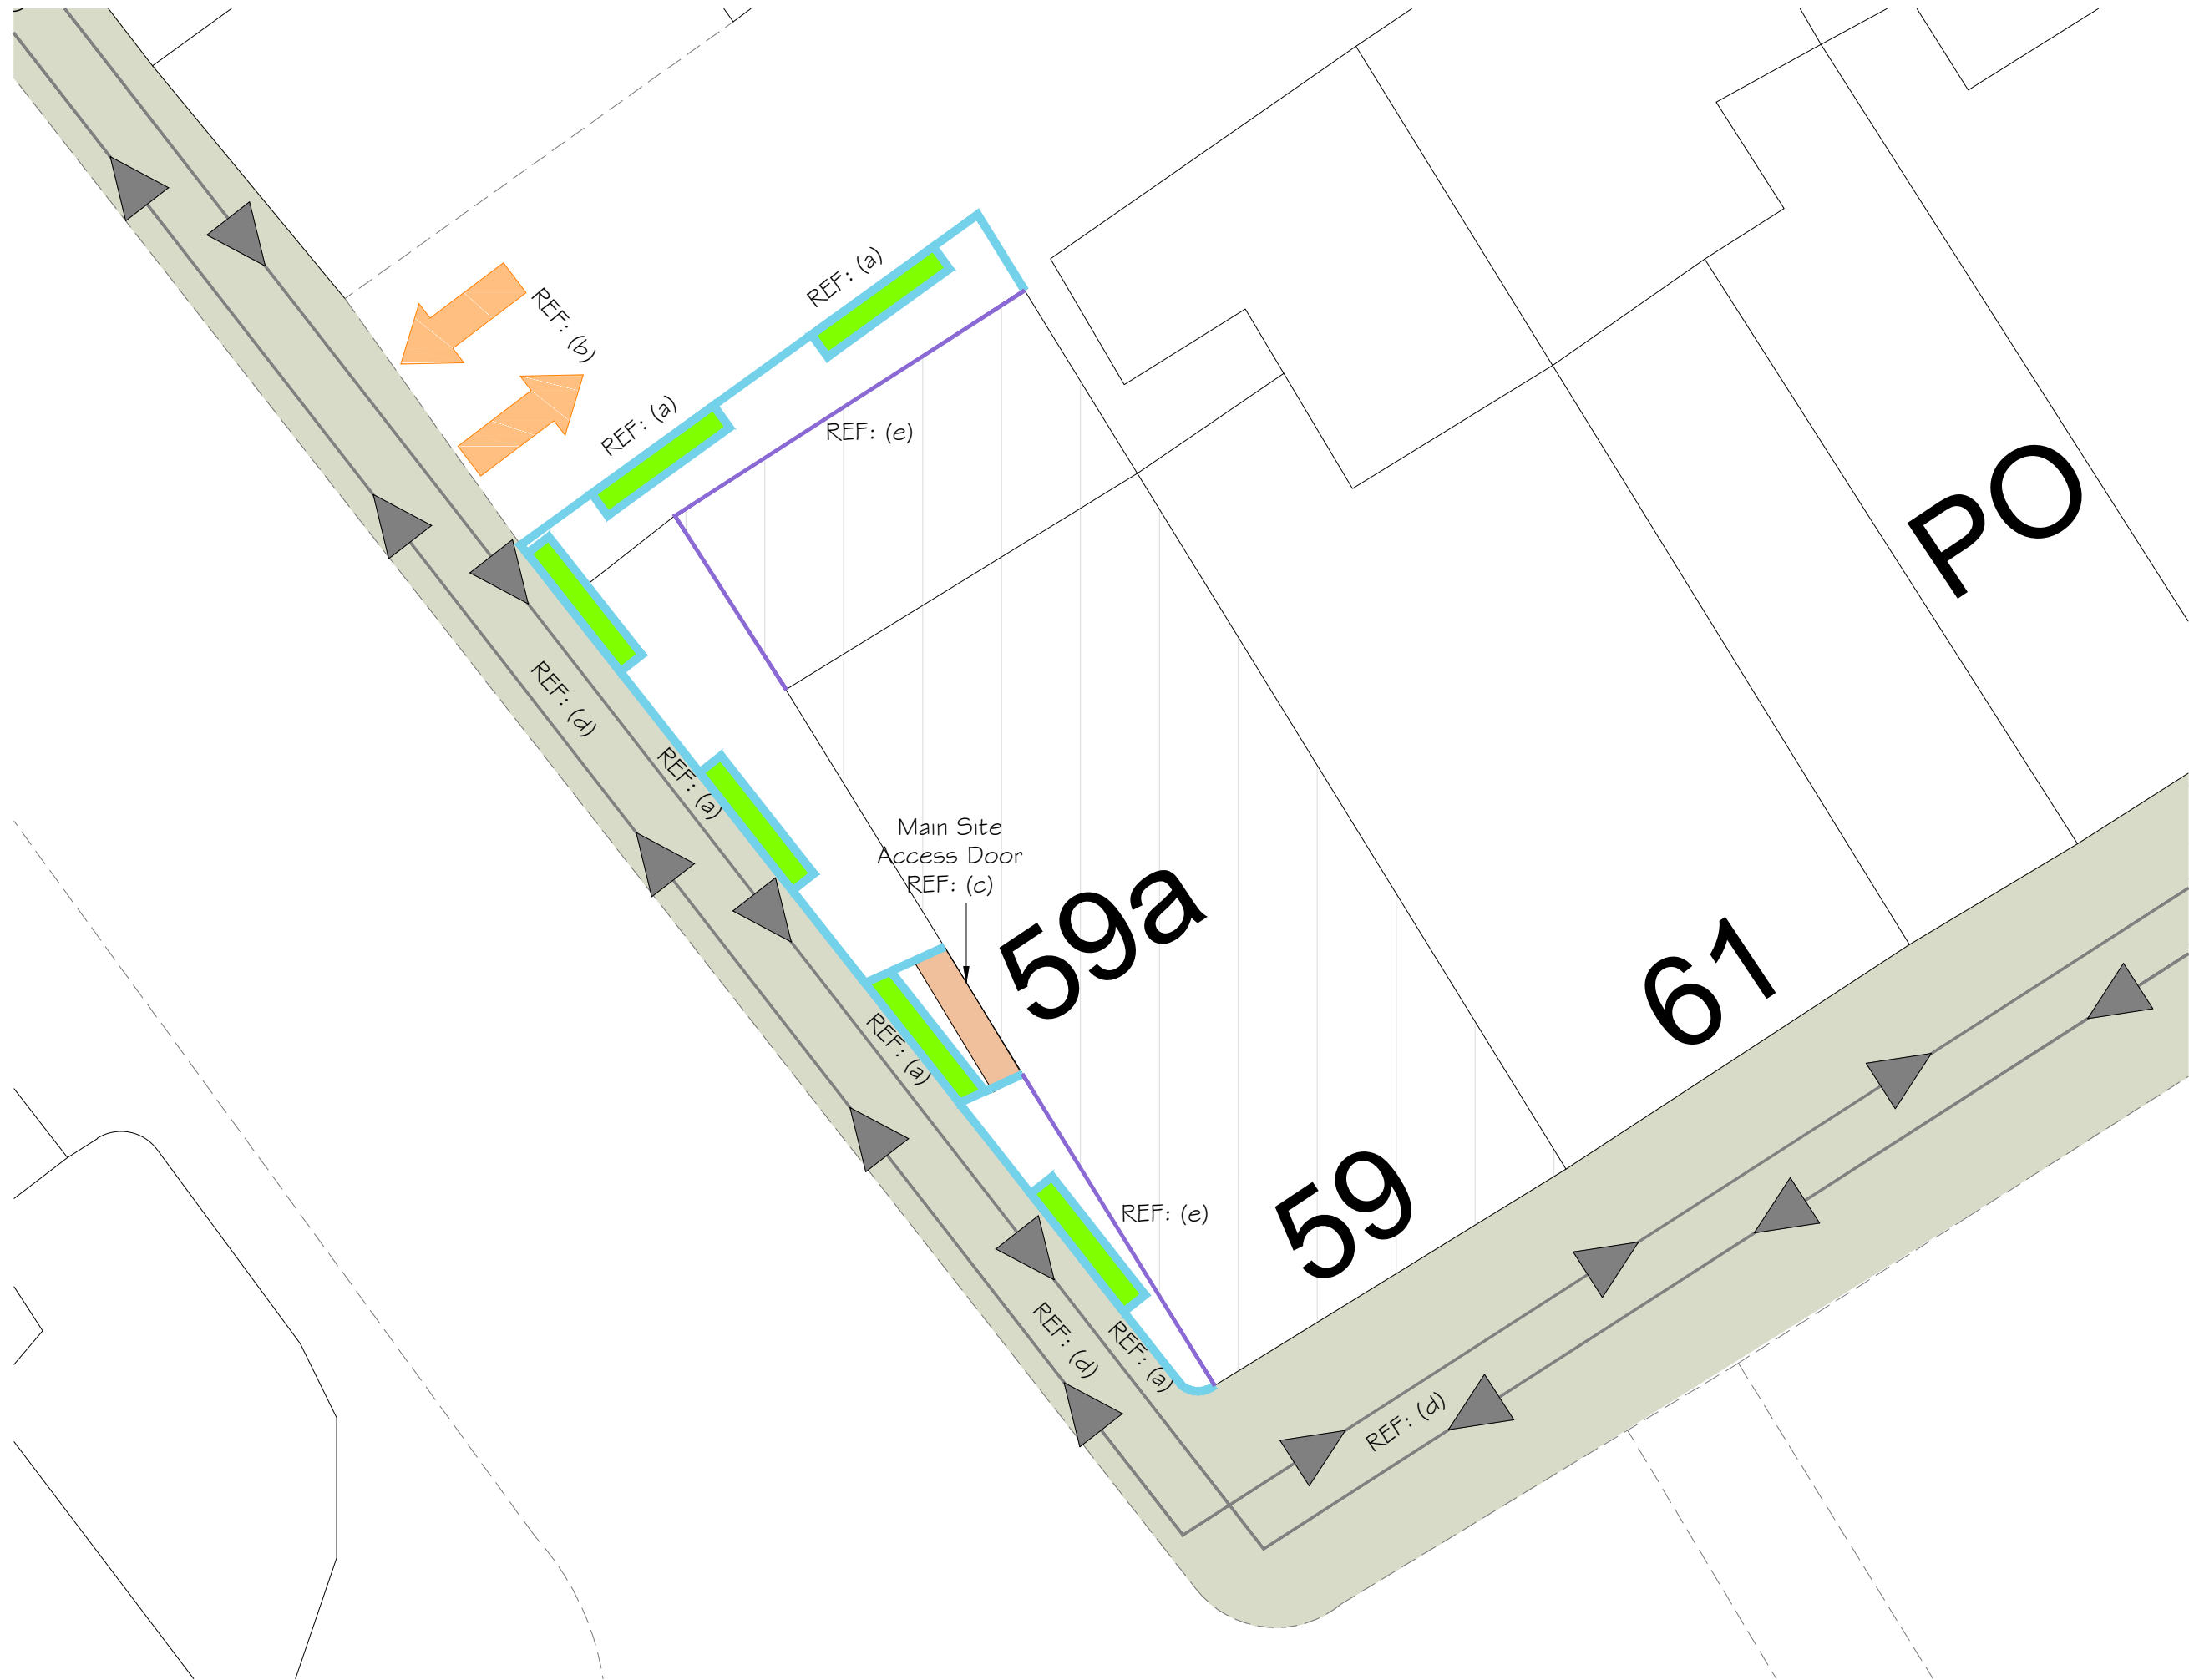 REF: (a)
REF: (b)
REF: (a)
REF: (e)
PO
REF: (d)
REF: (a)
Main Site
Access Door
REF: (c)
59a
61
REF: (a)
59
REF: (e)
REF: (d)
REF: (a)
REF: (d)